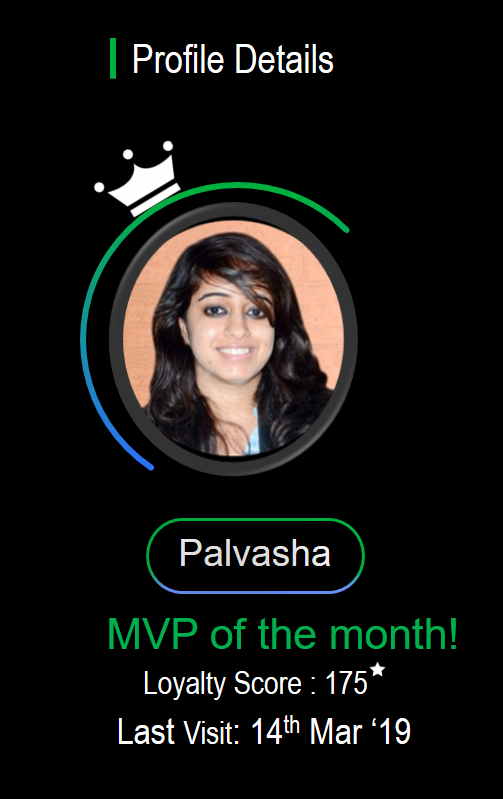 Profile Details
Palvasha
MVP of the month!
Loyalty Score : 175★
Last Visit: 14th Mar ‘19